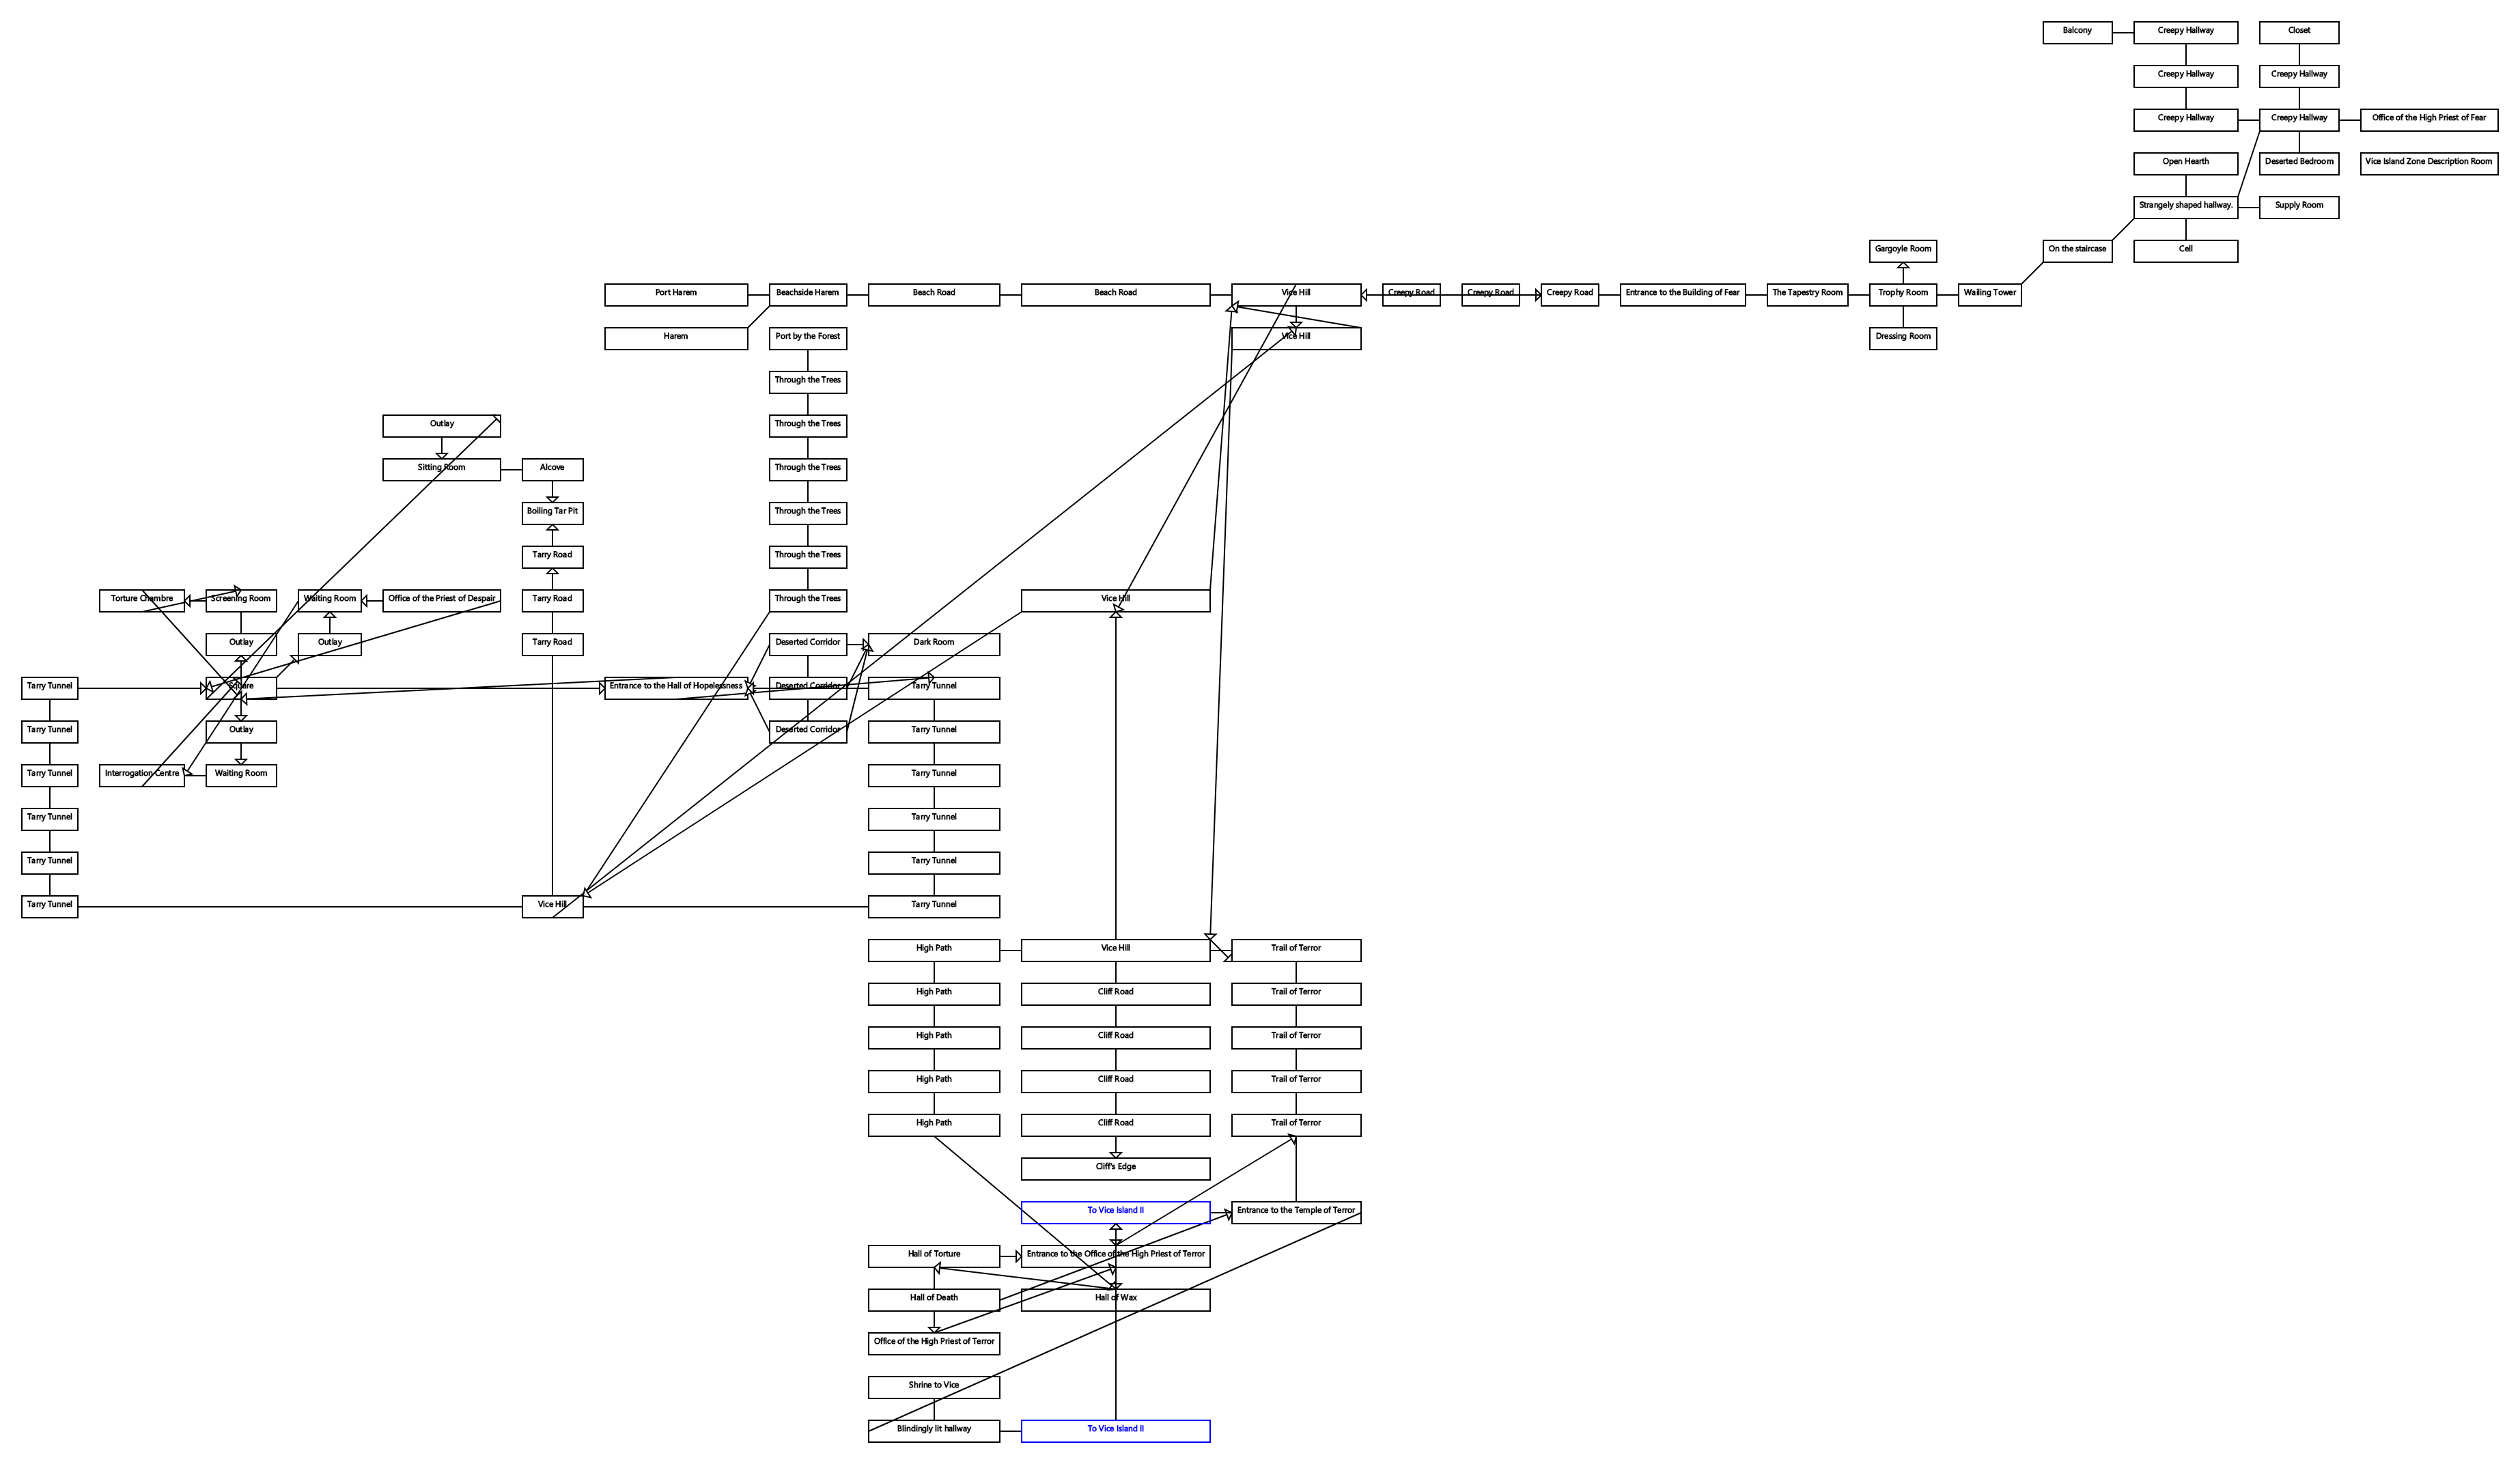 Balcony
Creepy Hallway
Closet
Creepy Hallway
Creepy Hallway
Creepy Hallway
Creepy Hallway
Office of the High Priest of Fear
Open Hearth
Deserted Bedroom
Vice Island Zone Description Room
Strangely shaped hallway.
Supply Room
Gargoyle Room
On the staircase
Cell
Port Harem
Beachside Harem
Beach Road
Beach Road
Vice Hill
Creepy Road
Creepy Road
Creepy Road
Entrance to the Building of Fear
The Tapestry Room
Trophy Room
Wailing Tower
Harem
Port by the Forest
Vice Hill
Dressing Room
Through the Trees
Outlay
Through the Trees
Sitting Room
Alcove
Through the Trees
Boiling Tar Pit
Through the Trees
Tarry Road
Through the Trees
Torture Chambre
Screening Room
Waiting Room
Office of the Priest of Despair
Tarry Road
Through the Trees
Vice Hill
Outlay
Outlay
Tarry Road
Deserted Corridor
Dark Room
Tarry Tunnel
Square
Entrance to the Hall of Hopelessness
Deserted Corridor
Tarry Tunnel
Tarry Tunnel
Outlay
Deserted Corridor
Tarry Tunnel
Tarry Tunnel
Interrogation Centre
Waiting Room
Tarry Tunnel
Tarry Tunnel
Tarry Tunnel
Tarry Tunnel
Tarry Tunnel
Tarry Tunnel
Vice Hill
Tarry Tunnel
High Path
Vice Hill
Trail of Terror
High Path
Cliff Road
Trail of Terror
High Path
Cliff Road
Trail of Terror
High Path
Cliff Road
Trail of Terror
High Path
Cliff Road
Trail of Terror
Cliff's Edge
To Vice Island II
Entrance to the Temple of Terror
Hall of Torture
Entrance to the Office of the High Priest of Terror
Hall of Death
Hall of Wax
Office of the High Priest of Terror
Shrine to Vice
Blindingly lit hallway
To Vice Island II